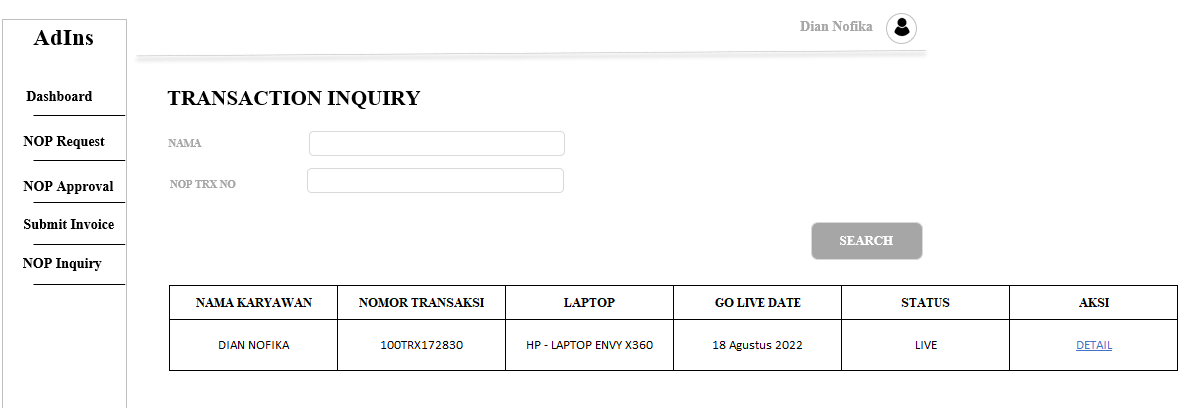 AdIns
Dashboard
NOP Request
NOP Approval
Submit Invoice
NOP Inquiry
Dian Nofika
TRANSACTION INQUIRY
NAMA
NOP TRX NO
SEARCH
NAMA KARYAWAN NOMOR TRANSAKSI LAPTOP GO LIVE DATE STATUS AKSI
DIAN NOFIKA 100TRX172830 HP - LAPTOP ENVY X360 18 Agustus 2022 LIVE DETAIL